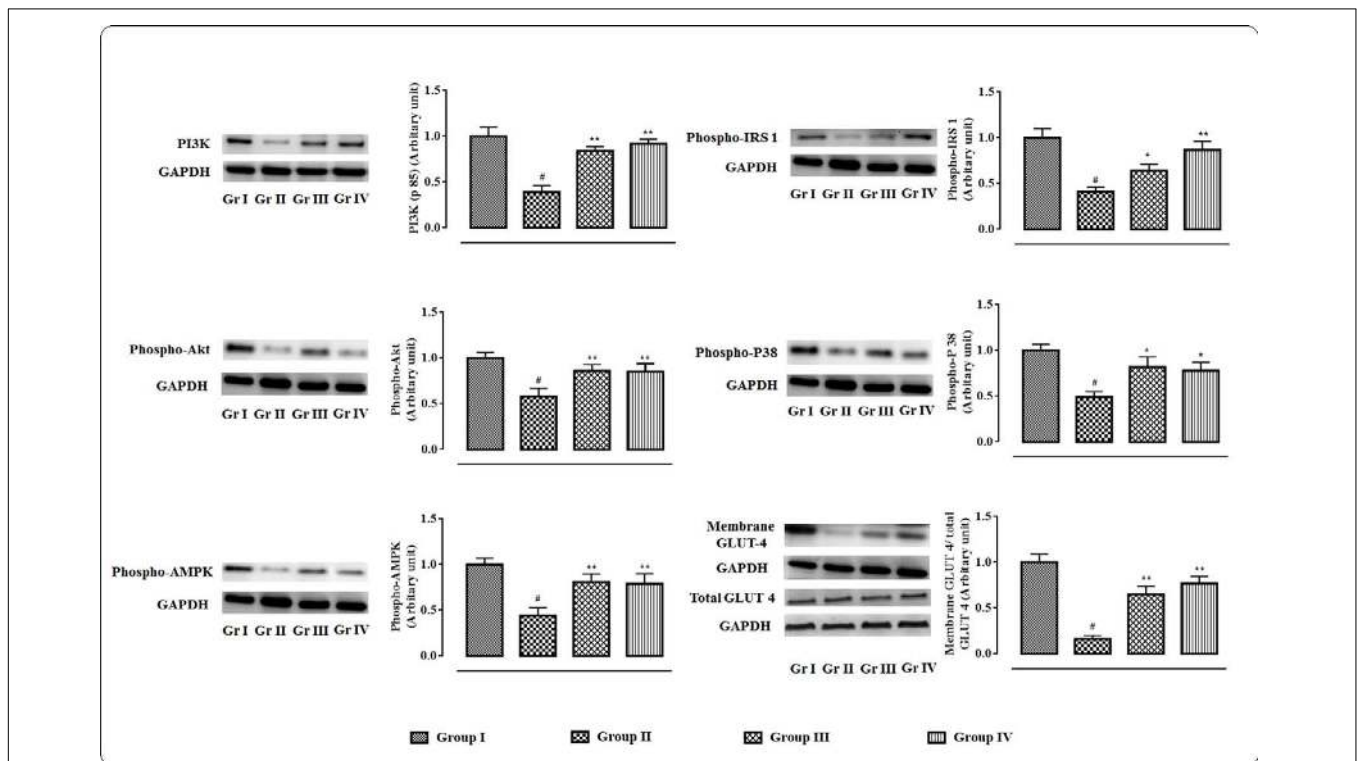 PI3K
GAPDH
Gr I Gr II Gr III Gr IV
PI3K (p 85) (Arbitary unit)
1.5
1.0
0.5
0.0
#
**
**
Phospho-IRS 1
GAPDH
Gr I Gr II Gr III Gr IV
Phospho-IRS 1
(Arbitary unit)
1.5
1.0
0.5
0.0
#
*
**
Phospho-Akt
GAPDH
Gr I Gr II Gr III Gr IV
Phospho-Akt
(Arbitary unit)
1.5
1.0
0.5
0.0
#
**
**
Phospho-P38
GAPDH
Gr I Gr II Gr III Gr IV
Phospho-P 38
(Arbitary unit)
1.5
1.0
0.5
0.0
#
*
*
Phospho-AMPK
GAPDH
Gr I Gr II Gr III Gr IV
Phospho-AMPK
(Arbitary unit)
1.5
1.0
0.5
0.0
#
**
**
Membrane
GLUT-4
GAPDH
Total GLUT 4
GAPDH
Gr I Gr II Gr III Gr IV
Membrane GLUT 4/ total
GLUT 4 (Arbitary unit)
1.5
1.0
0.5
0.0
#
**
**
Group I
Group II
Group III
Group IV